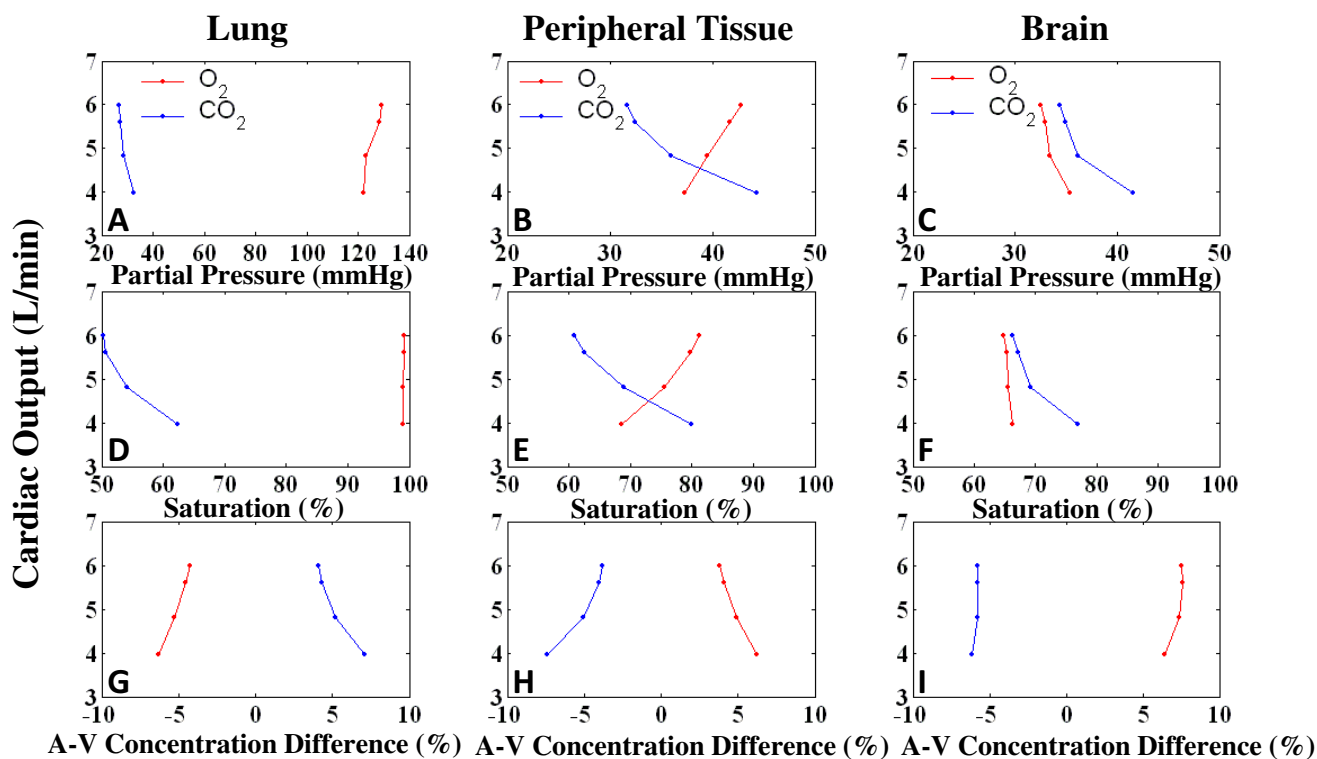 Lung Peripheral Tissue Brain
Cardiac Output (L/min)
7
6
5
4
3
O2
CO2
A
20 40 60 80 100 120 140
Partial Pressure (mmHg)
7
6
5
4
3
O2
CO2
B
20 30 40 50
Partial Pressure (mmHg)
7
6
5
4
3
O2
CO2
C
20 30 40 50
Partial Pressure (mmHg)
7
6
5
4
3
D
50 60 70 80 90 100
Saturation (%)
7
6
5
4
3
E
50 60 70 80 90 100
Saturation (%)
7
6
5
4
3
F
50 60 70 80 90 100
Saturation (%)
7
6
5
4
3
G
-10 -5 0 5 10
A-V Concentration Difference (%)
7
6
5
4
3
H
-10 -5 0 5 10
A-V Concentration Difference (%)
7
6
5
4
3
I
-10 -5 0 5 10
A-V Concentration Difference (%)